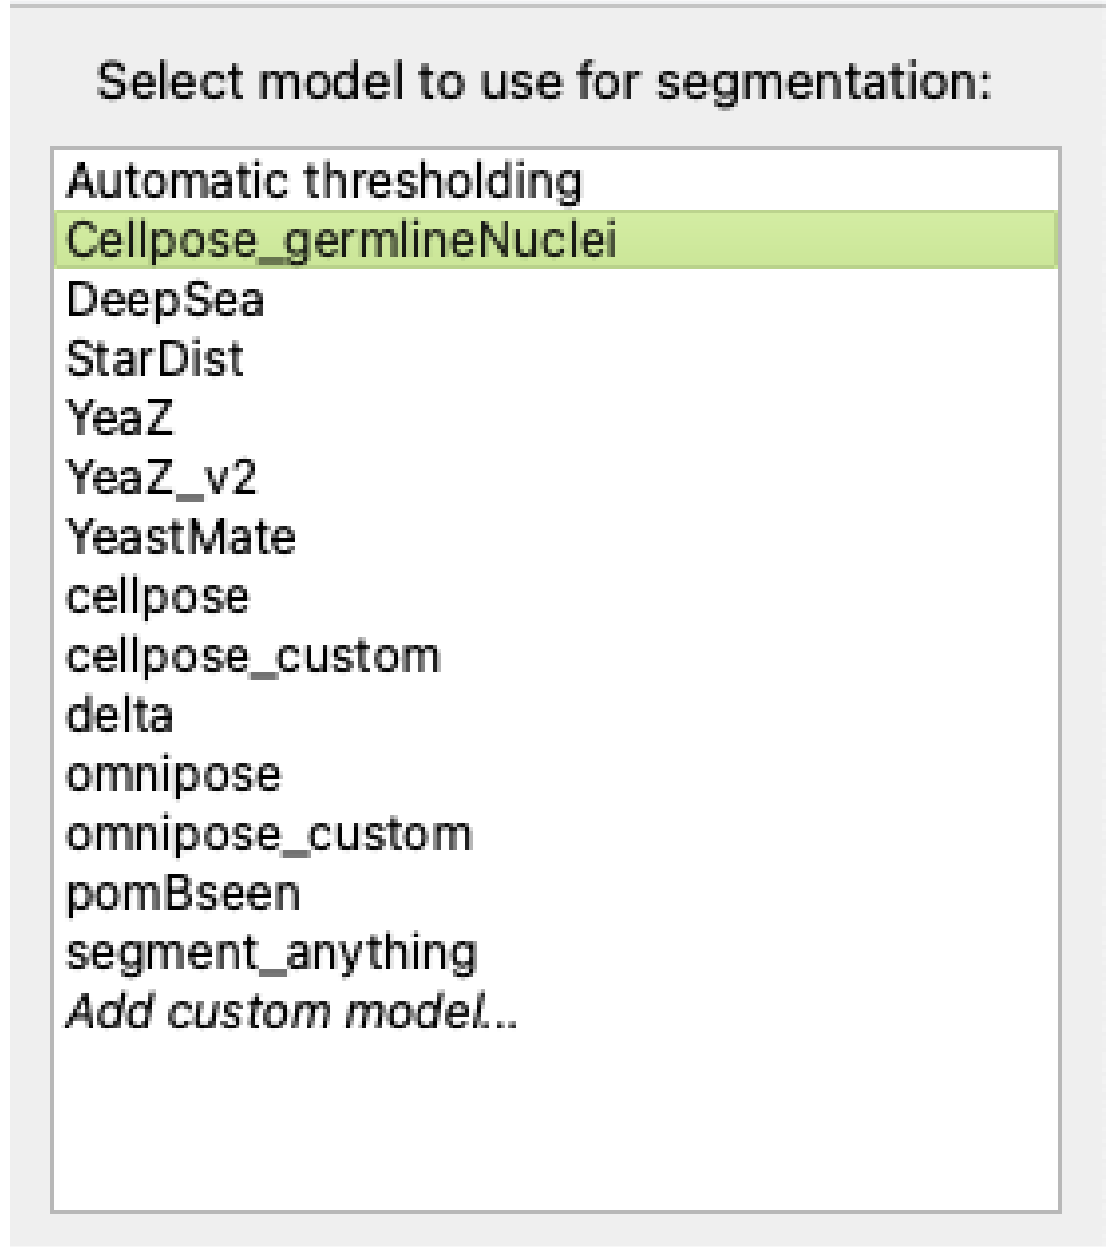 Select model to use for segmentation:
Automatic thresholding
Cellpose_germlineNuclei
DeepSea
StarDist
YeaZ
YeaZ_v2
YeastMate
cellpose
cellpose_custom
delta
omnipose
omnipose_custom
pomBseen
segment_anything
Add custom model...